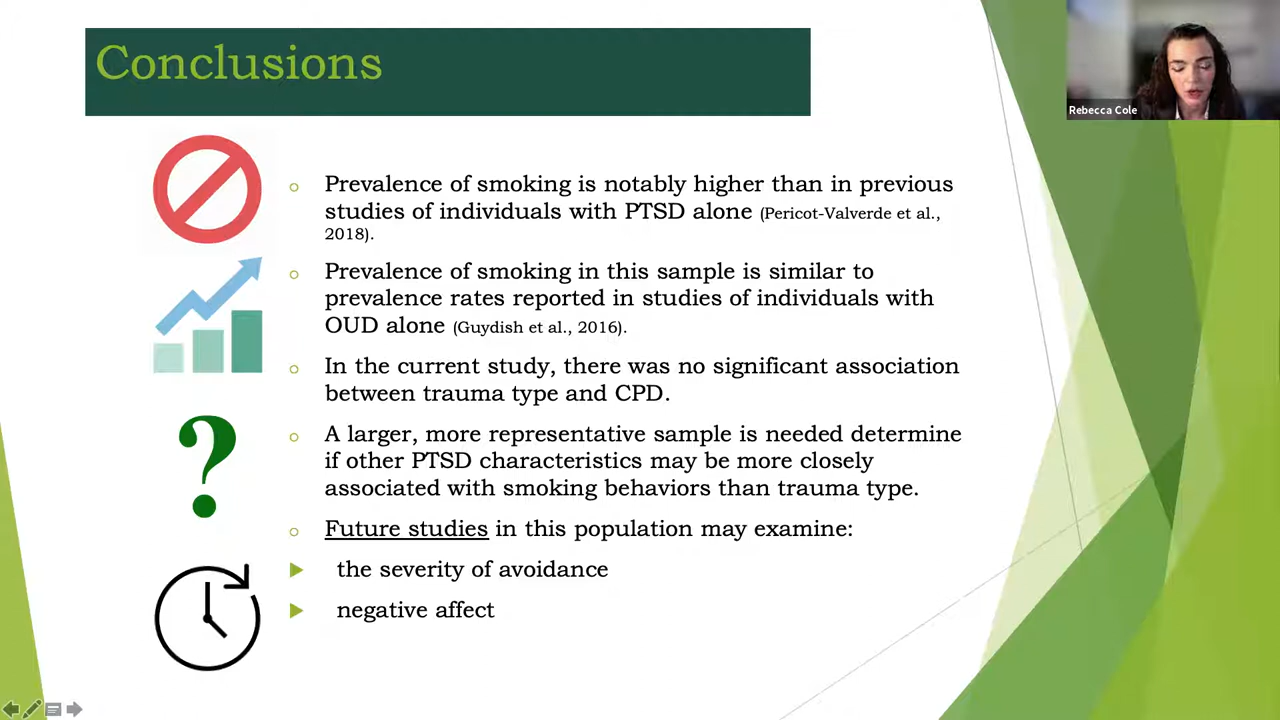 Conclusions
Rebecca Cole
Prevalence of smoking is notably higher than in previous
studies of individuals with PTSD alone (Pericot-Valverde et al.,
2018).
Prevalence of smoking in this sample is similar to
prevalence rates reported in studies of individuals with
OUD alone (Guydish et al., 2016).
In the current study, there was no significant association
between trauma type and CPD.
A larger, more representative sample is needed determine
if other PTSD characteristics may be more closely
associated with smoking behaviors than trauma type.
?
Future studies in this population may examine:
the severity of avoidance
negative affect